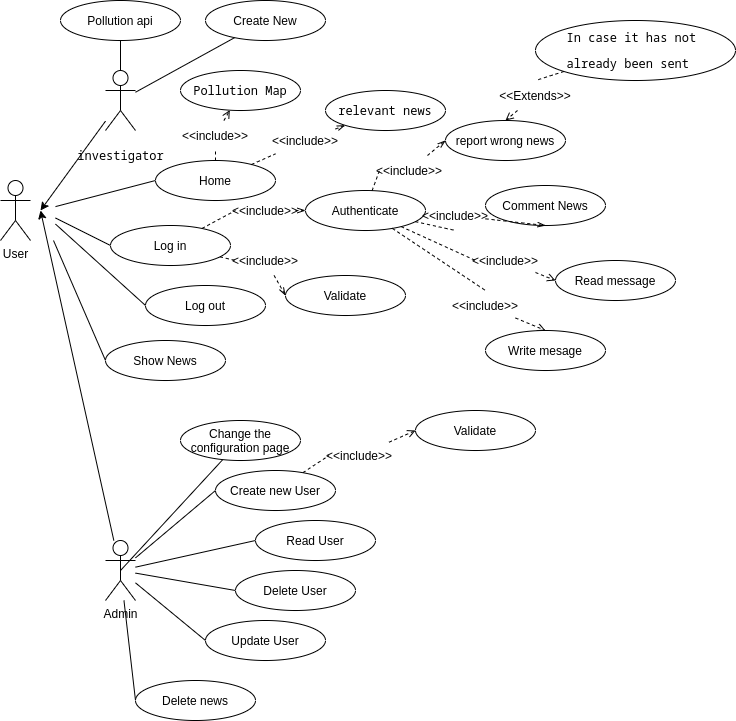 Pollution api
Create New
In case it has not
already been sent
Pollution Map
<<Extends>>
relevant news
<<include>>
<<include>>
report wrong news
investigator
<<include>>
Home
Comment News
<<include>>
Authenticate
<<include>>
User
Log in
<<include>>
<<include>>
Read message
Validate
Log out
<<include>>
Show News
Write mesage
Change the
configuration page
Validate
<<include>>
Create new User
Read User
Delete User
Admin
Update User
Delete news